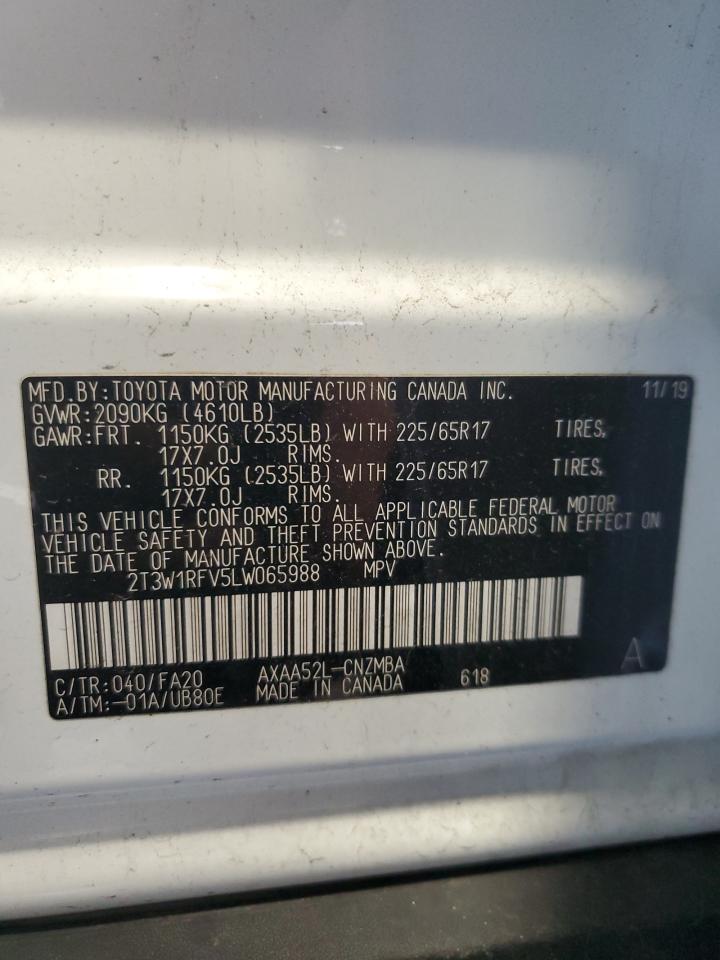 MFD.BY:TOYOTA MOTOR MANUFACTURING CANADA INC. 11/19
GVWR:2090KG (4610LB)
GAWR:FRT. 1150KG (2535LB) WITH 225/65R17 TIRES,
17X7.0J RIMS.
RR. 1150KG (2535LB) WITH 225/65R17 TIRES,
17X7.0J RIMS.
THIS VEHICLE CONFORMS TO ALL APPLICABLE FEDERAL MOTOR
VEHICLE SAFETY AND THEFT PREVENTION STANDARDS IN EFFECT ON
THE DATE OF MANUFACTURE SHOWN ABOVE.
2T3W1RFV5LW065988 MPV
C/TR:040/FA20 AXAA52L-CNZMBA 618 A
A/TM:-01A/UB80E MADE IN CANADA